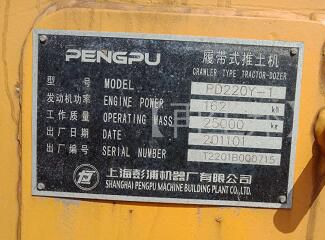 PENGPU 履带式推土机
CRAWLER TYPE TRACTOR-DOZER
型号 MODEL PD220Y-1
发动机功率 ENGINE POWER 162 kW
工作质量 OPERATING MASS 25000 kg
出厂日期 DATE 201101
出厂编号 SERIAL NUMBER T2201B000715
上海彭浦机器厂有限公司
SHANGHAI PENGPU MACHINE BUILDING PLANT CO., LTD.